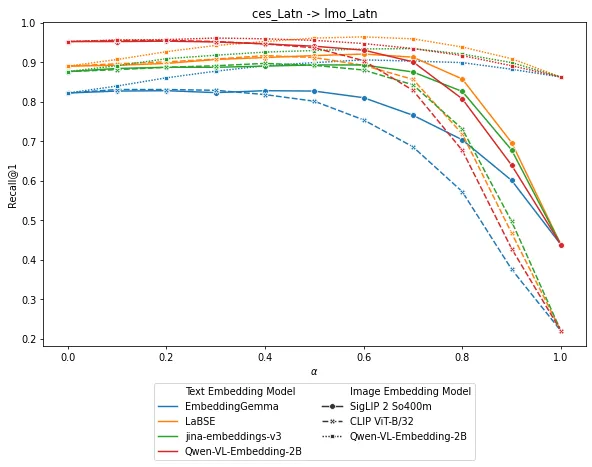 ces_Latn -> lmo_Latn
Recall@1
1.0
0.9
0.8
0.7
0.6
0.5
0.4
0.3
0.2
0.0 0.2 0.4 0.6 0.8 1.0
α
Text Embedding Model
EmbeddingGemma
LaBSE
jina-embeddings-v3
Qwen-VL-Embedding-2B
Image Embedding Model
SigLIP 2 So400m
CLIP ViT-B/32
Qwen-VL-Embedding-2B